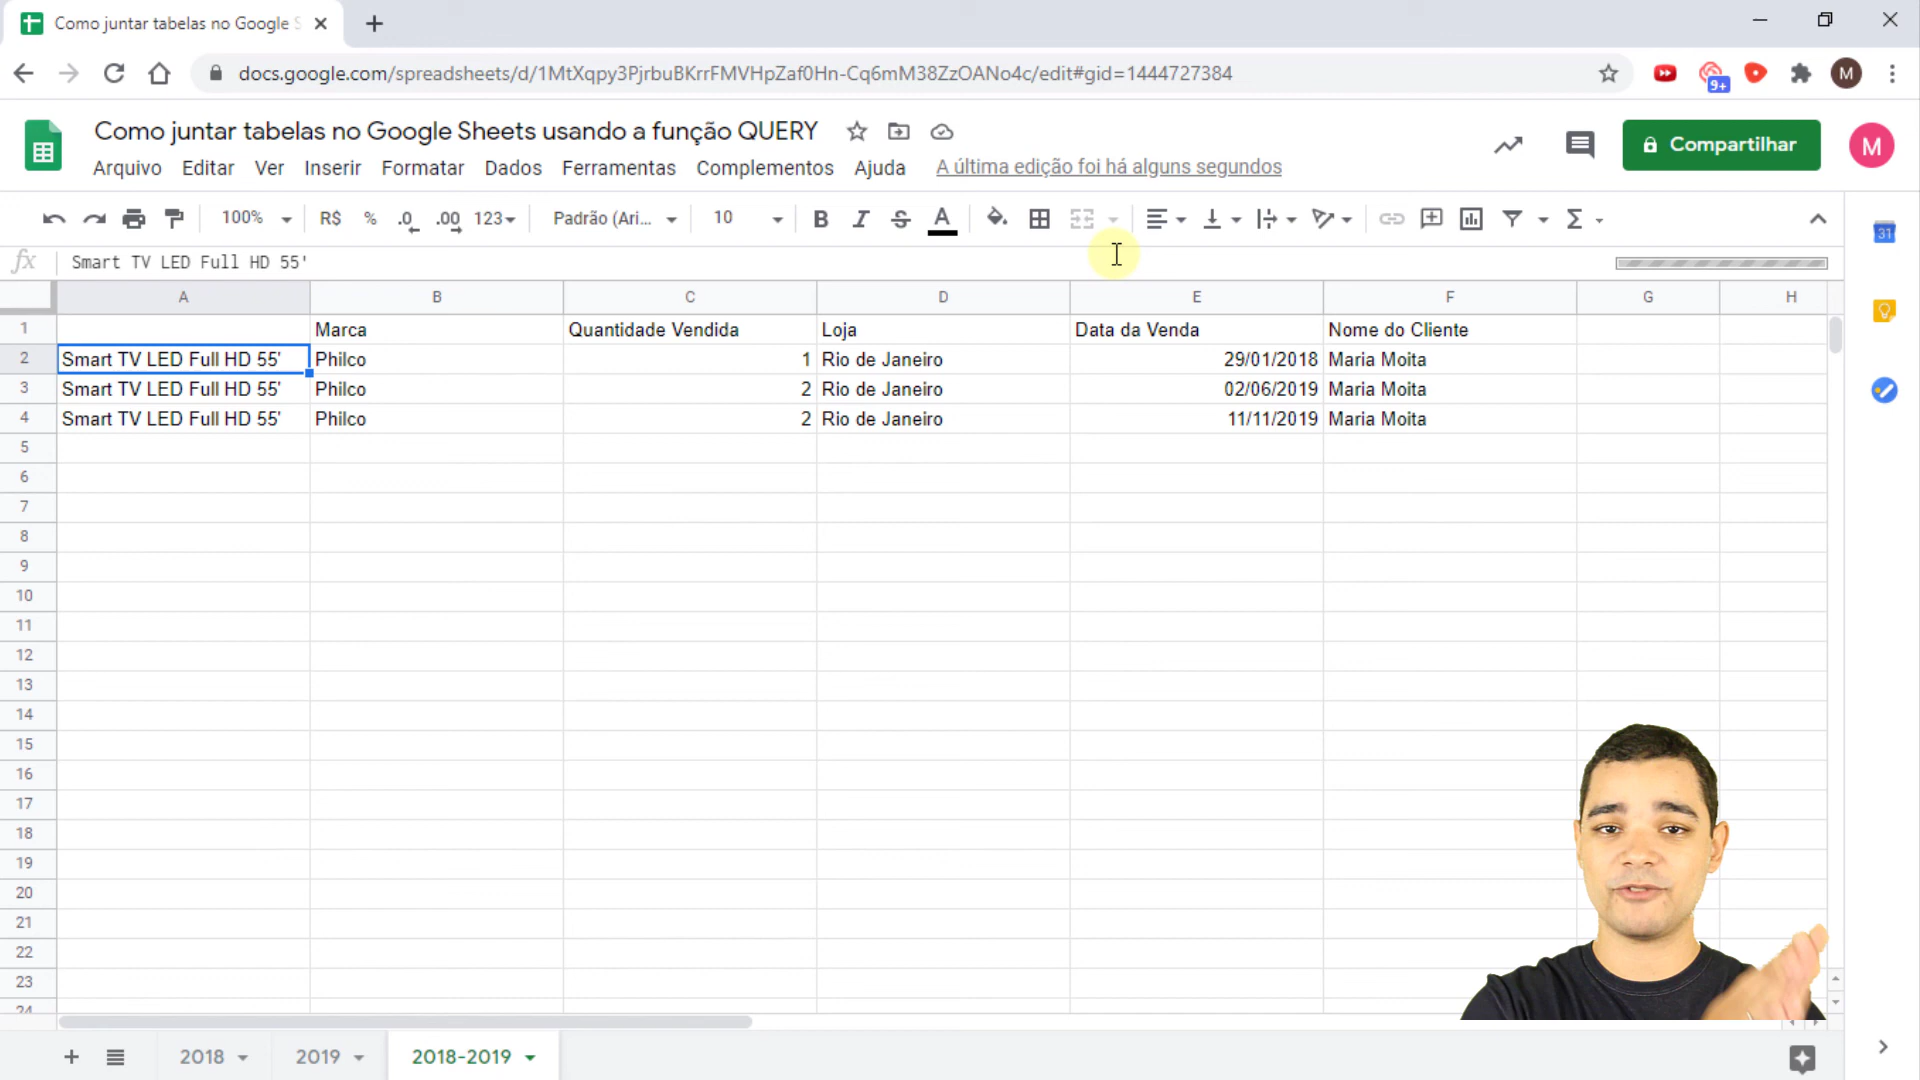 Como juntar tabelas no Google S
docs.google.com/spreadsheets/d/1MtXqpy3PjrbuBKrrFMVHpZaf0Hn-Cq6mM38ZzOANo4c/edit#gid=1444727384
9+
M
Como juntar tabelas no Google Sheets usando a função QUERY
Arquivo Editar Ver Inserir Formatar Dados Ferramentas Complementos Ajuda A última edição foi há alguns segundos
Compartilhar
M
100% R$ % .0 .00 123 Padrão (Ari... 10 B I S A Σ
31
fx Smart TV LED Full HD 55'
A B C D E F G H
1 Marca Quantidade Vendida Loja Data da Venda Nome do Cliente
2 Smart TV LED Full HD 55' Philco 1 Rio de Janeiro 29/01/2018 Maria Moita
3 Smart TV LED Full HD 55' Philco 2 Rio de Janeiro 02/06/2019 Maria Moita
4 Smart TV LED Full HD 55' Philco 2 Rio de Janeiro 11/11/2019 Maria Moita
5
6
7
8
9
10
11
12
13
14
15
16
17
18
19
20
21
22
23
24
2018 2019 2018-2019